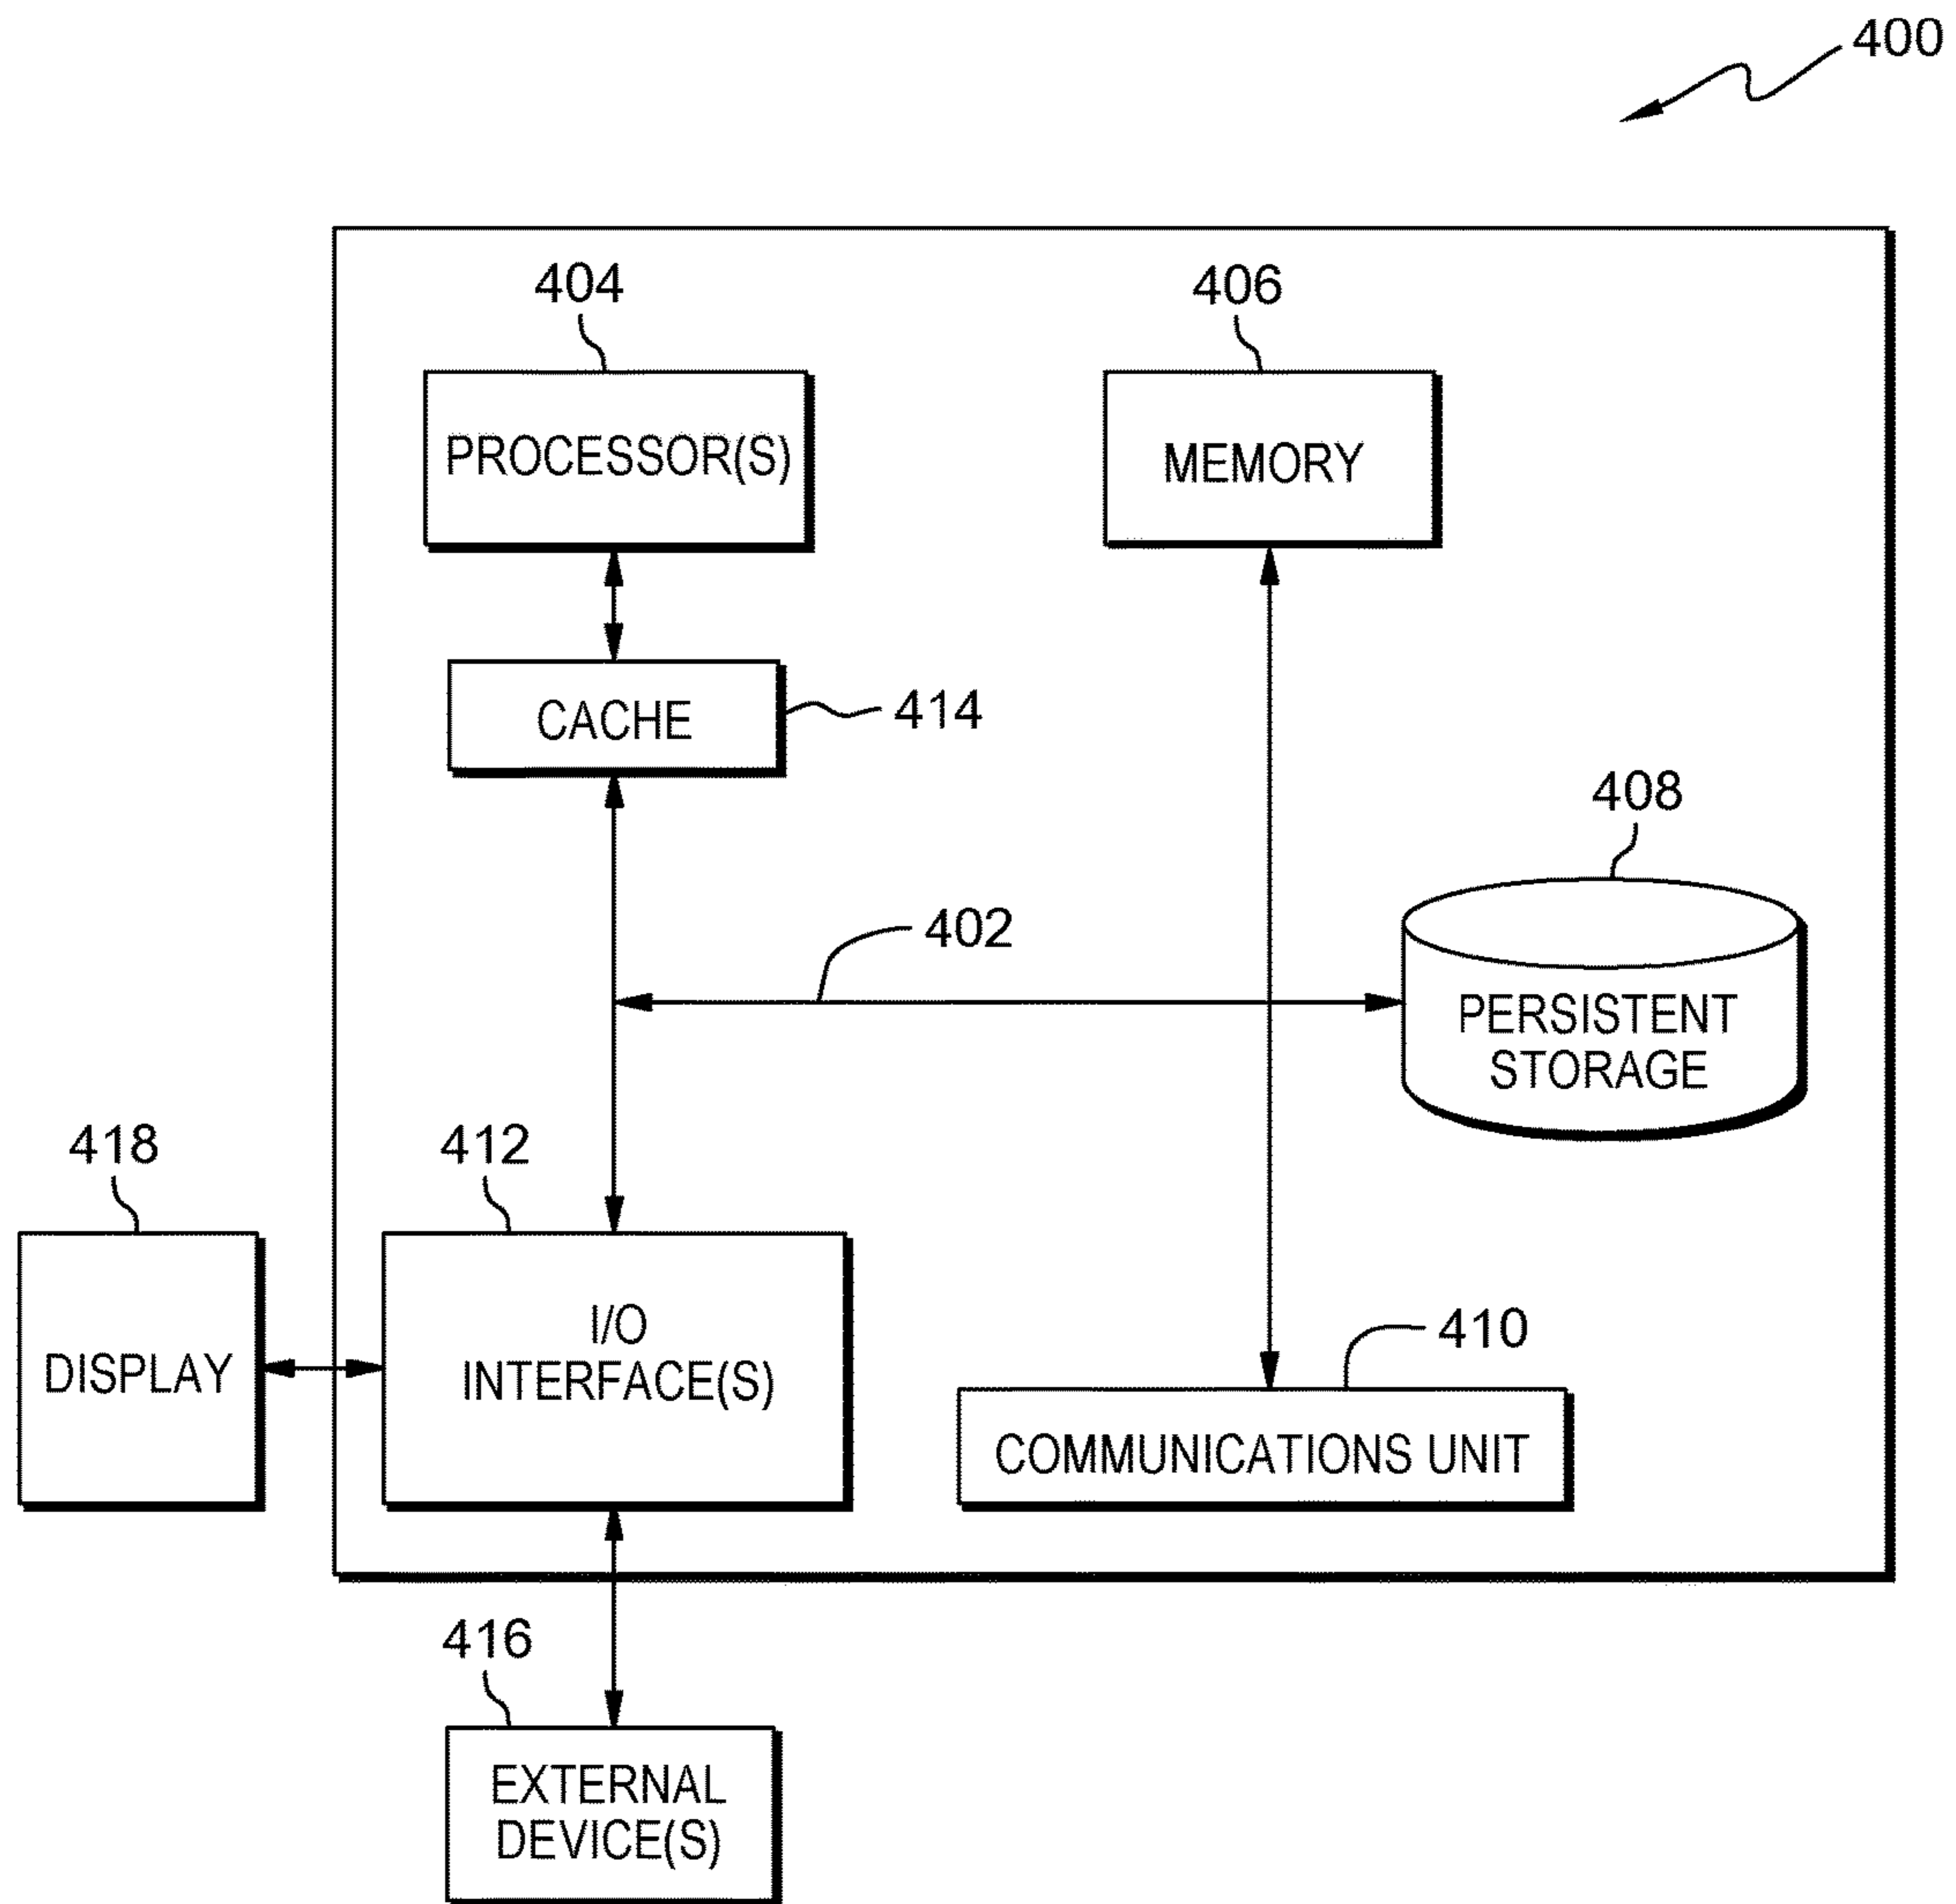 400
404
406
PROCESSOR(S)
MEMORY
CACHE
414
408
402
PERSISTENT
STORAGE
418
412
I/O
INTERFACE(S)
DISPLAY
410
COMMUNICATIONS UNIT
416
EXTERNAL
DEVICE(S)